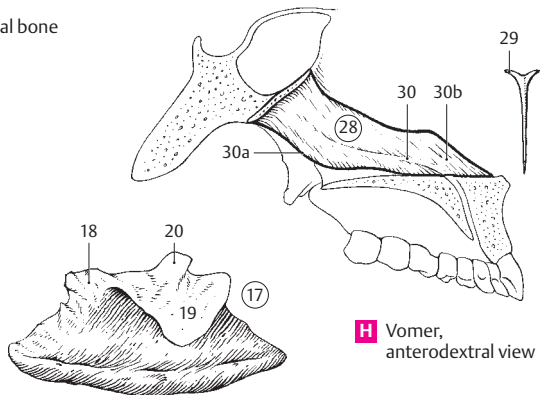 al bone
29
30
30b
28
30a
18
20
17
19
H Vomer,
anterodextral view